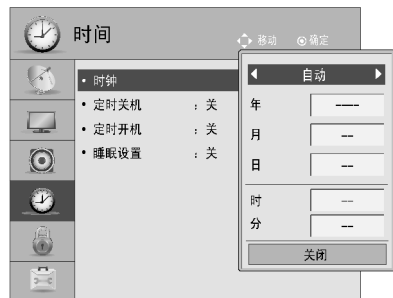 时间
移动 确定
• 时钟
• 定时关机 ：关
• 定时开机 ：关
• 睡眠设置 ：关
自动
年 ----
月 --
日 --
时 --
分 --
关闭